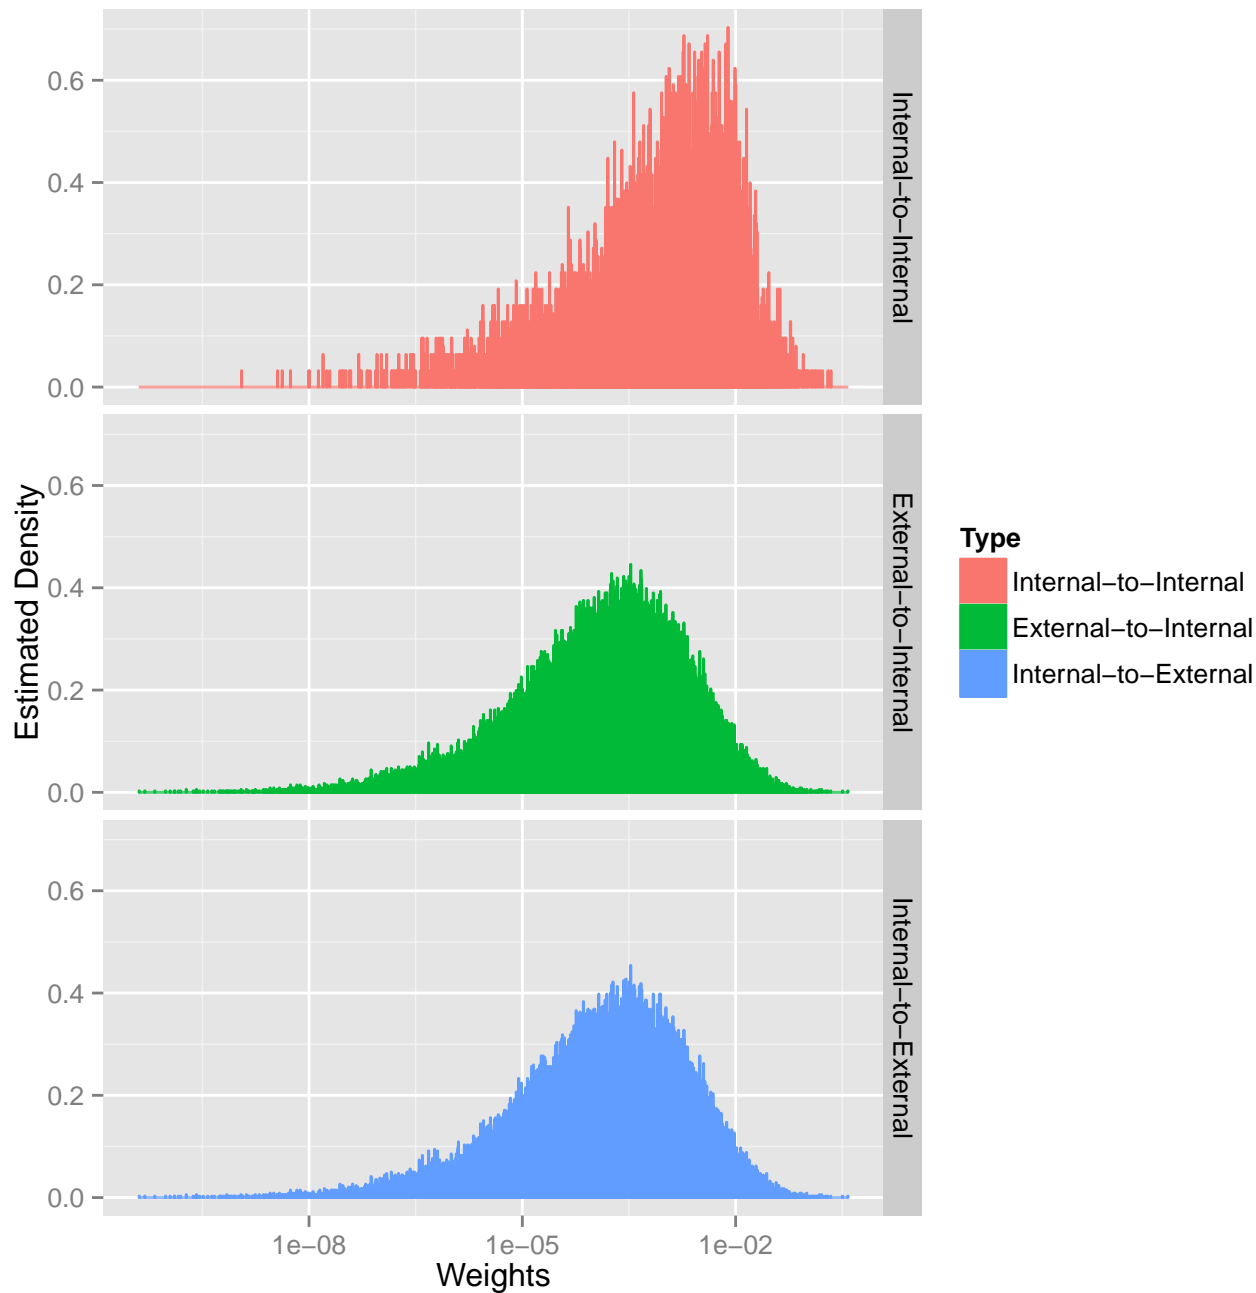 0.6
0.4
0.2
0.0
Internal−to−Internal
0.6
0.4
0.2
0.0
External−to−Internal
0.6
0.4
0.2
0.0
Internal−to−External
Estimated Density
1e−08
1e−05
1e−02
Weights
Type
Internal−to−Internal
External−to−Internal
Internal−to−External